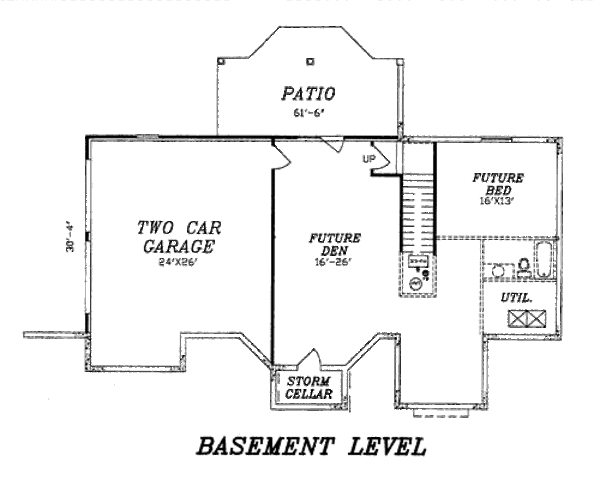 PATIO
61'-6"
UP
FUTURE
BED
16'X13'
TWO CAR
GARAGE
24'X26'
30'-4"
FUTURE
DEN
16'-26'
UTIL.
STORM
CELLAR
BASEMENT LEVEL